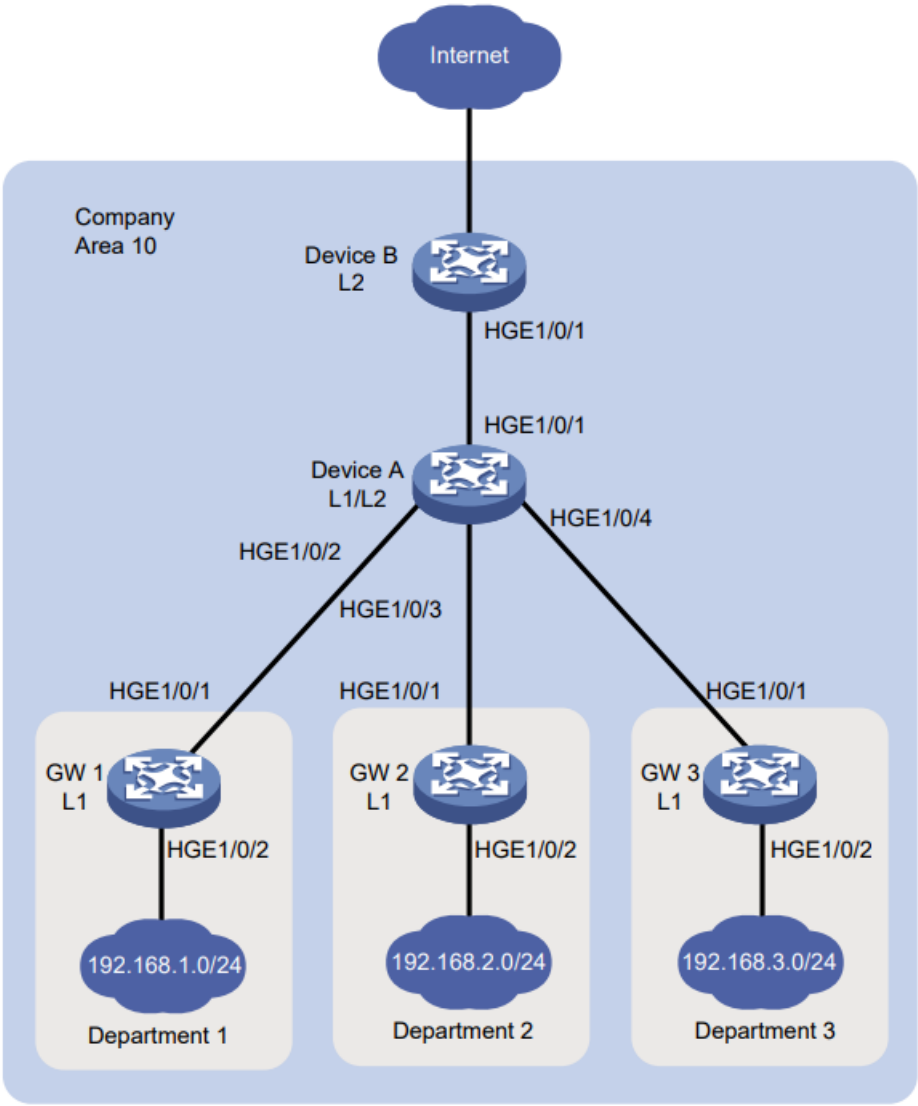 Internet
Company
Area 10
Device B
L2
HGE1/0/1
HGE1/0/1
Device A
L1/L2
HGE1/0/4
HGE1/0/2
HGE1/0/3
HGE1/0/1
HGE1/0/1
HGE1/0/1
GW 1
L1
GW 2
L1
GW 3
L1
HGE1/0/2
HGE1/0/2
HGE1/0/2
192.168.1.0/24
192.168.2.0/24
192.168.3.0/24
Department 1
Department 2
Department 3